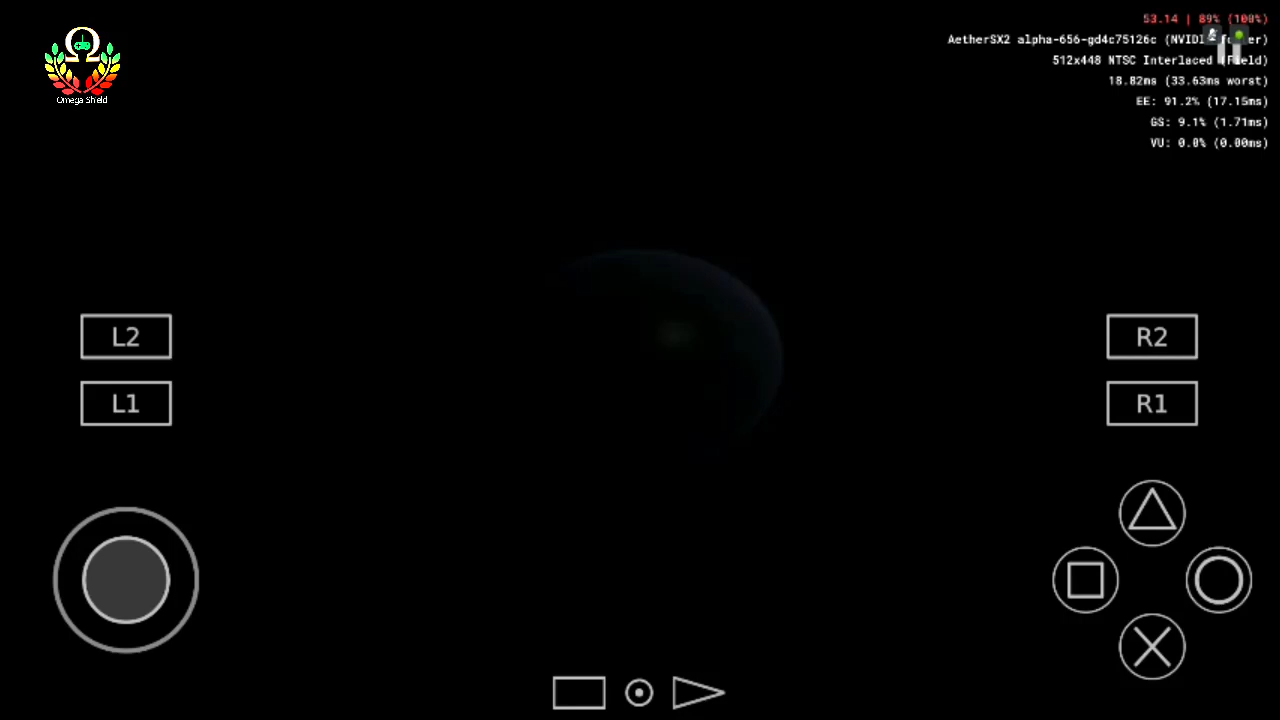 Ω
Omega Shield
53.14 | 89% (100%)
AetherSX2 alpha-656-gd4c75126c
512x448 NTSC Interlaced
18.82ms (33.63ms worst)
EE: 91.2% (17.15ms)
GS: 9.1% (1.71ms)
VU: 0.0% (0.00ms)
L2
R2
L1
R1